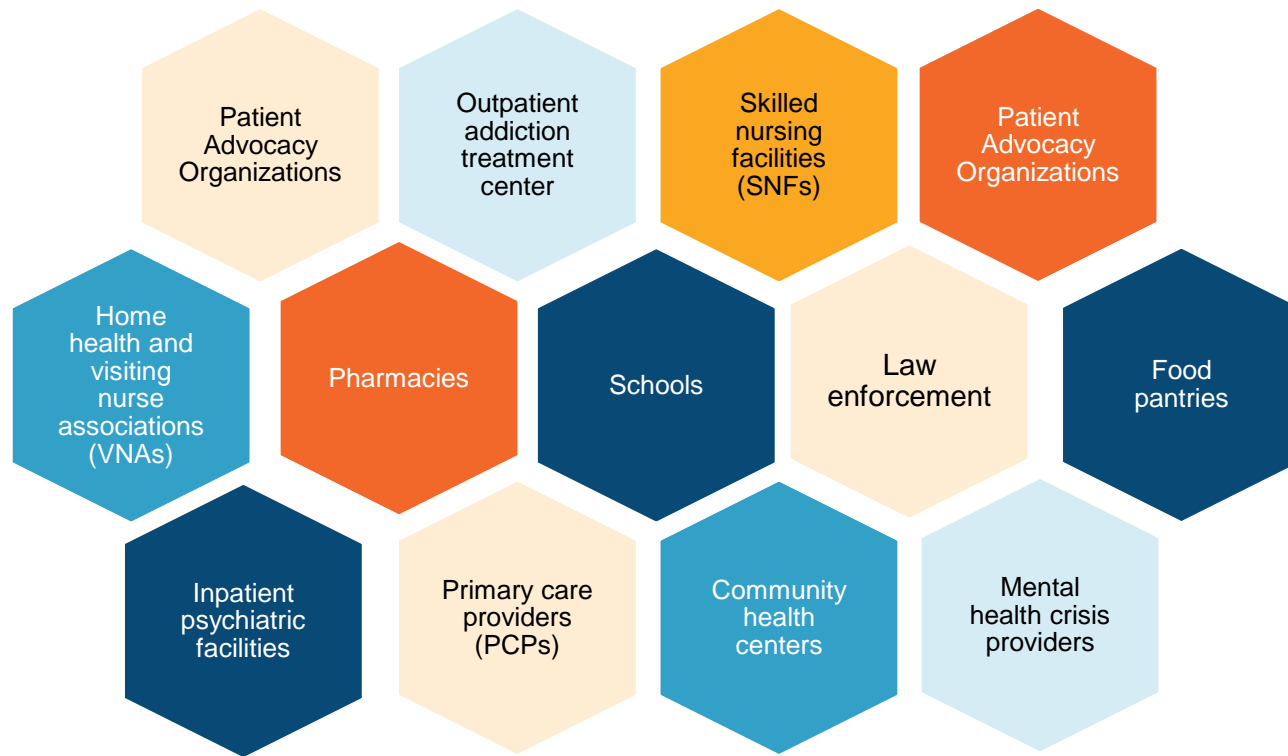 Patient
Advocacy
Organizations
Outpatient
addiction
treatment
center
Skilled
nursing
facilities
(SNFs)
Patient
Advocacy
Organizations
Home
health and
visiting
nurse
associations
(VNAs)
Pharmacies
Schools
Law
enforcement
Food
pantries
Inpatient
psychiatric
facilities
Primary care
providers
(PCPs)
Community
health
centers
Mental
health crisis
providers